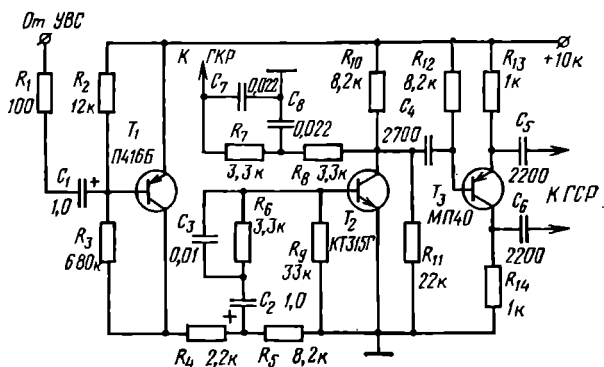 От УВС
К ГКР
+10к
R1
100
R2
12к
T1
П416Б
C1
1,0
+
R3
680к
C7
0,022
C8
0,022
R7
3,3к
R8
3,3к
R10
8,2к
C4
2700
R12
8,2к
R13
1к
C5
2200
T3
МП40
C6
2200
К ГСР
C3
0,01
R6
3,3к
R9
33к
T2
КТ315Г
R11
22к
R14
1к
C2
1,0
+
R4
2,2к
R5
8,2к